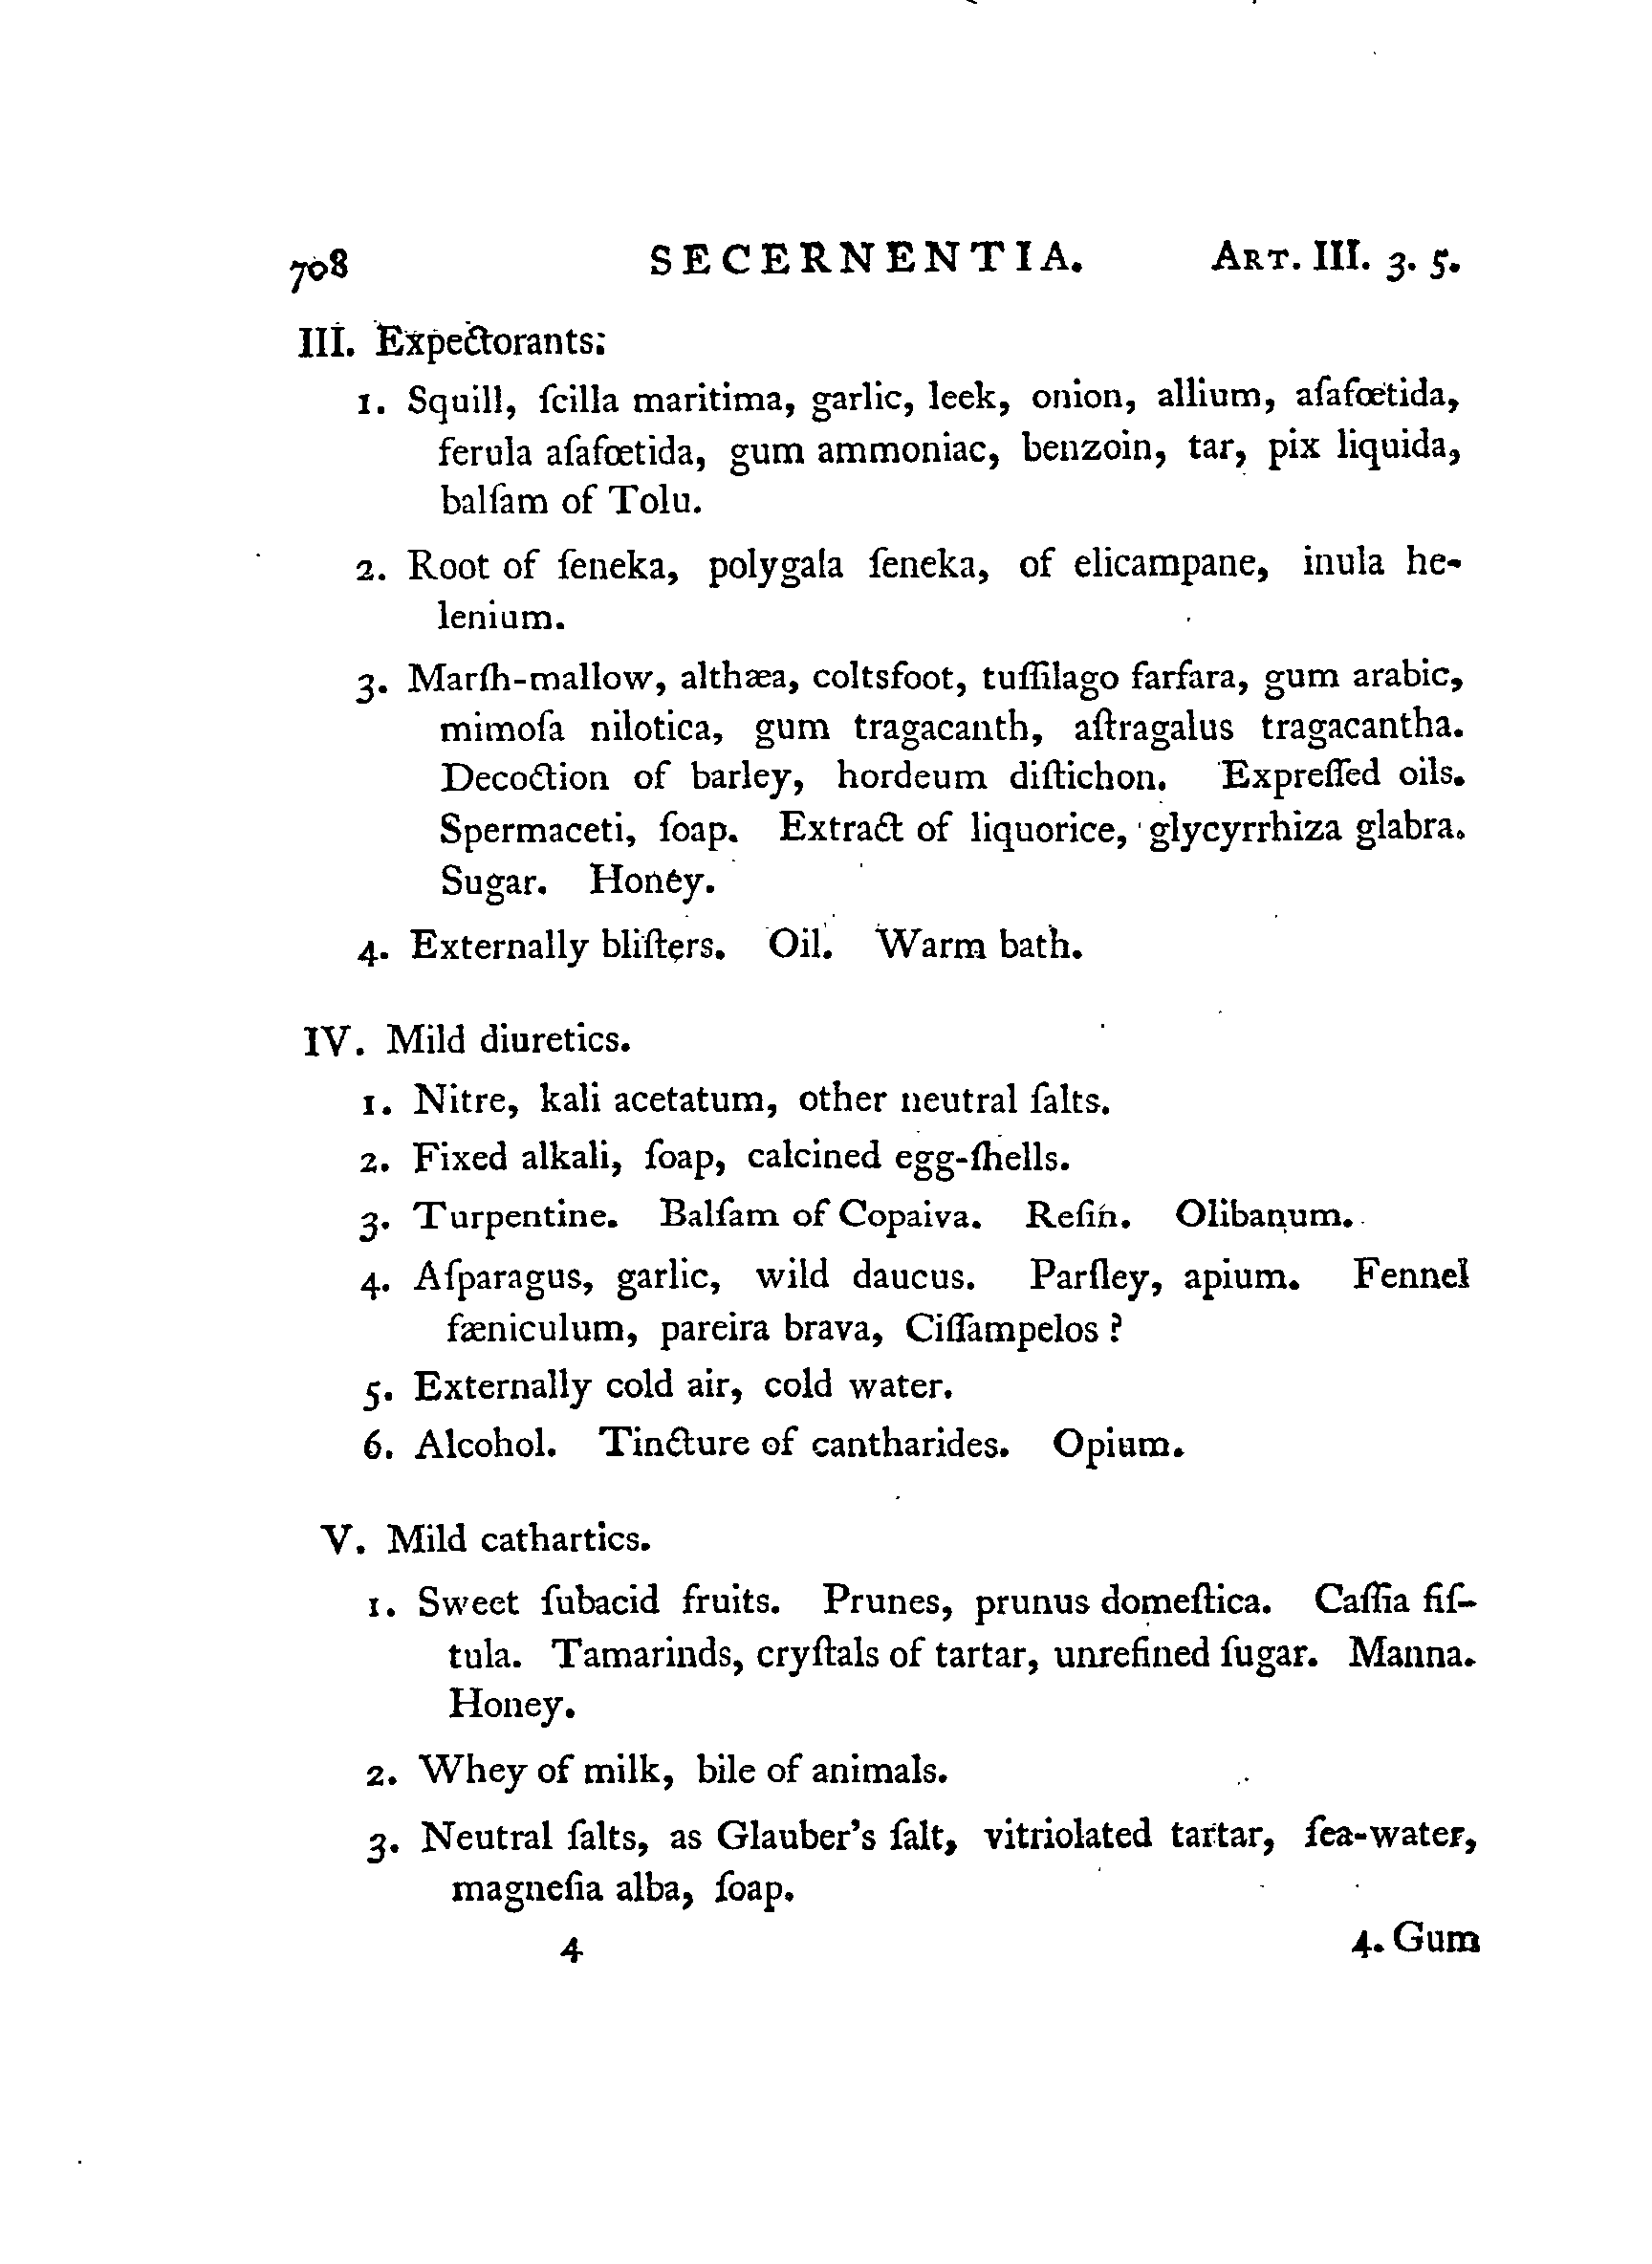 708 SECERNENTIA. ART. III. 3. 5.
III. Expectorants:
1. Squill, ſcilla maritima, garlic, leek, onion, allium, aſafœtida,
ferula aſafœtida, gum ammoniac, benzoin, tar, pix liquida,
balſam of Tolu.
2. Root of ſeneka, polygala ſeneka, of elicampane, inula he-
lenium.
3. Marſh-mallow, althæa, coltsfoot, tuſſilago farfara, gum arabic,
mimoſa nilotica, gum tragacanth, aſtragalus tragacantha.
Decoction of barley, hordeum diſtichon. Expreſſed oils.
Spermaceti, ſoap. Extract of liquorice, glycyrrhiza glabra.
Sugar. Honey.
4. Externally bliſters. Oil. Warm bath.
IV. Mild diuretics.
1. Nitre, kali acetatum, other neutral ſalts.
2. Fixed alkali, ſoap, calcined egg-ſhells.
3. Turpentine. Balſam of Copaiva. Reſin. Olibanum.
4. Aſparagus, garlic, wild daucus. Parſley, apium. Fennel
fæniculum, pareira brava, Ciſſampelos?
5. Externally cold air, cold water.
6. Alcohol. Tincture of cantharides. Opium.
V. Mild cathartics.
1. Sweet ſubacid fruits. Prunes, prunus domeſtica. Caſſia fiſ-
tula. Tamarinds, cryſtals of tartar, unrefined ſugar. Manna.
Honey.
2. Whey of milk, bile of animals.
3. Neutral ſalts, as Glauber's ſalt, vitriolated tartar, ſea-water,
magneſia alba, ſoap.
4 4. Gum